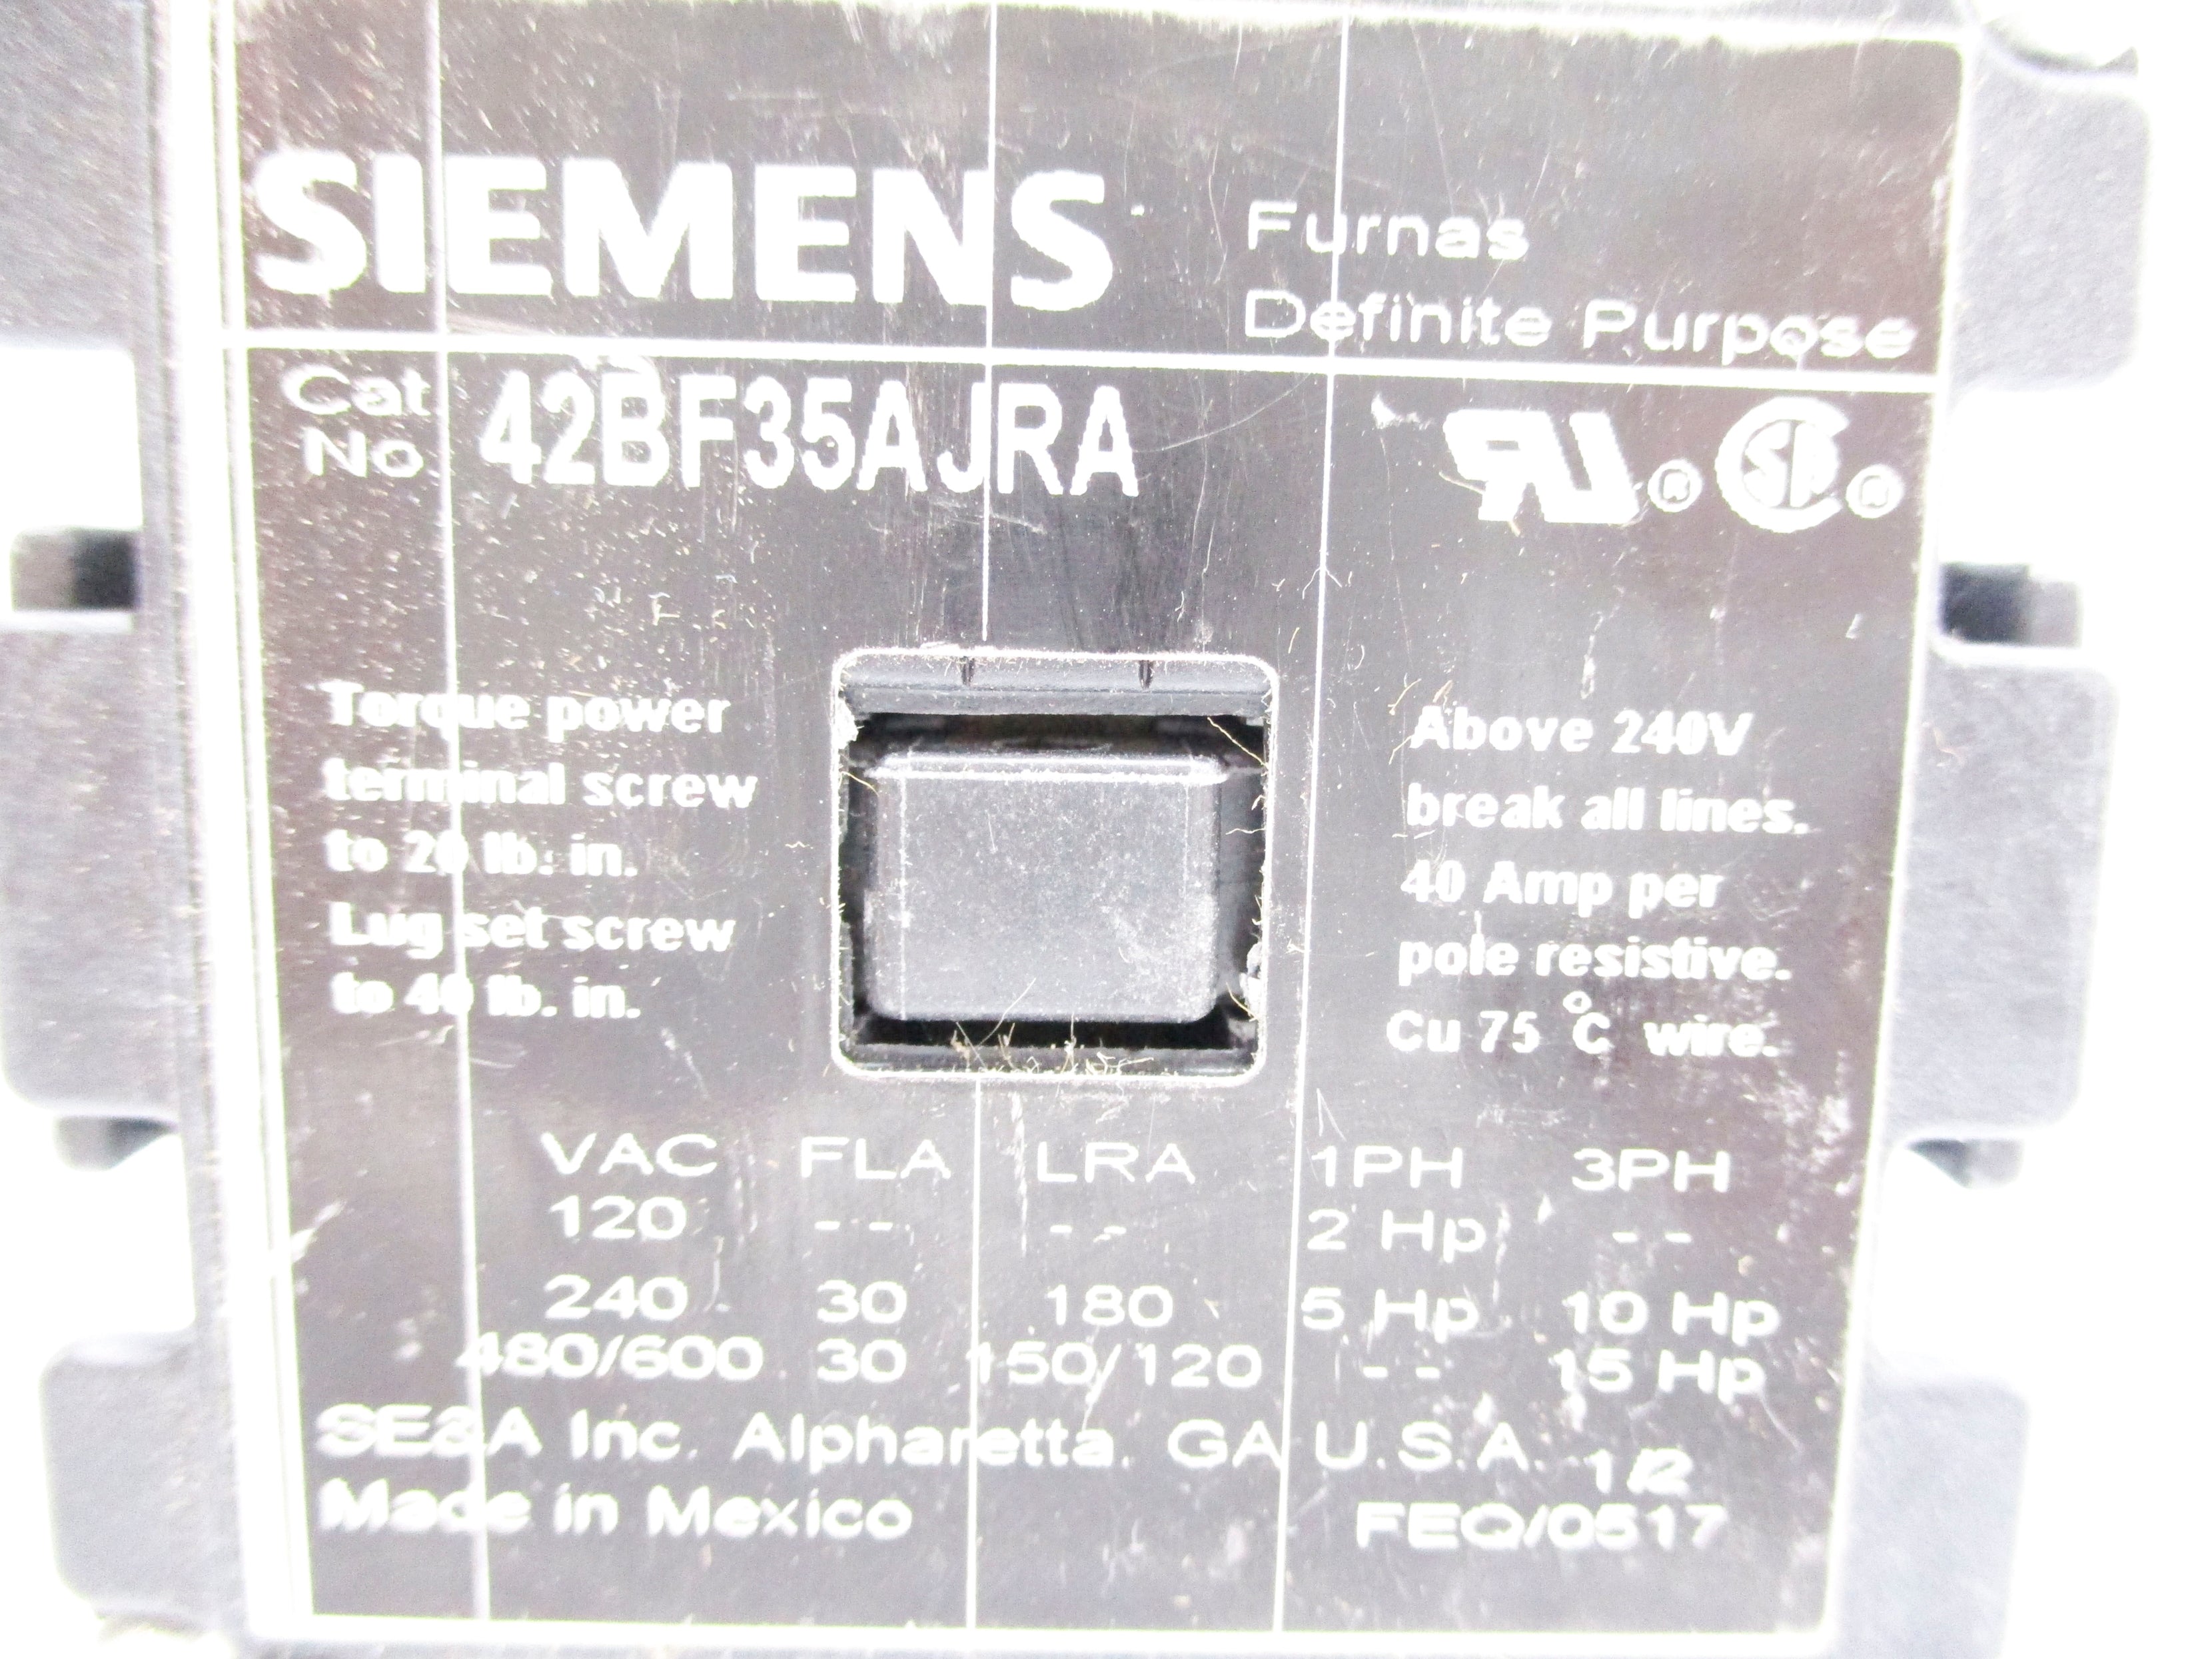 SIEMENS
Furnas
Definite Purpose
Cat
No
42BF35AJRA
Torque power
terminal screw
to 20 lb. in.
Lug set screw
to 40 lb. in.
Above 240V
break all lines.
40 Amp per
pole resistive.
Cu 75 °C wire.
VAC FLA LRA 1PH 3PH
120 -- -- 2 Hp --
240 30 180 5 Hp 10 Hp
480/600 30 150/120 -- 15 Hp
SE&A Inc. Alpharetta, GA U.S.A. 1/2
Made in Mexico FEQ/0517